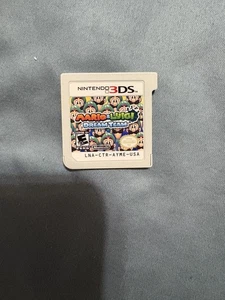 NINTENDO 3DS
MARIO & LUIGI
DREAM TEAM
LNA-CTR-AYME-USA